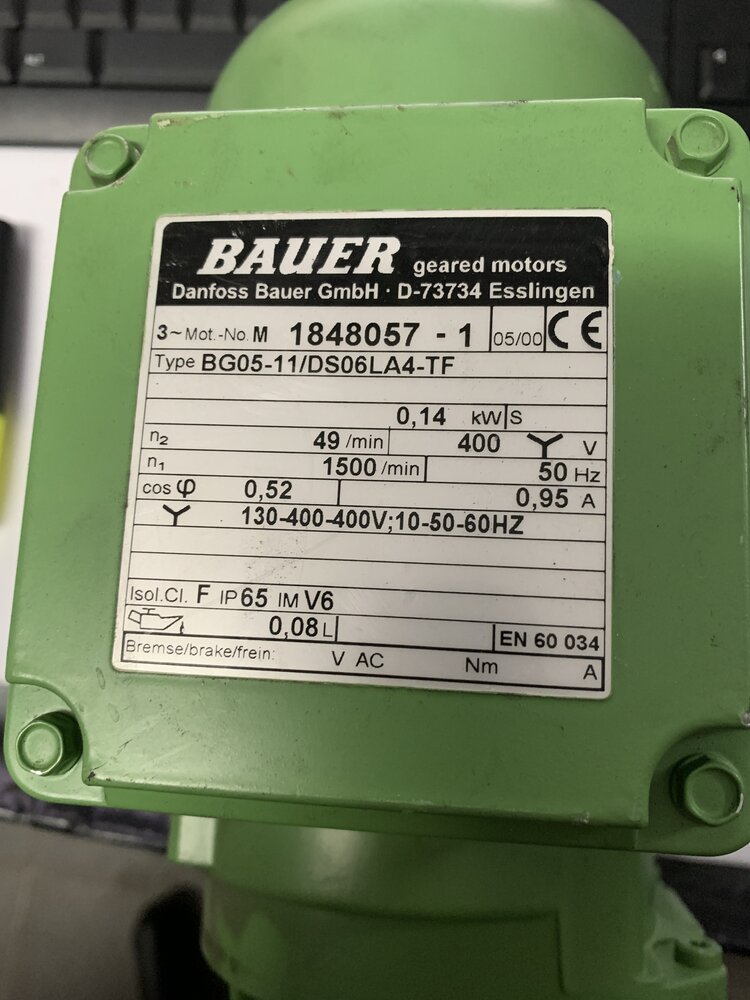 BAUER geared motors
Danfoss Bauer GmbH · D-73734 Esslingen
3~ Mot.-No. M 1848057 - 1 05/00 CE
Type BG05-11/DS06LA4-TF
0,14 kW S
n₂ 49 /min 400 Y V
n₁ 1500 /min 50 Hz
cos φ 0,52 0,95 A
Y 130-400-400V;10-50-60HZ
Isol.Cl. F IP 65 IM V6
0,08 L EN 60 034
Bremse/brake/frein: V AC Nm A